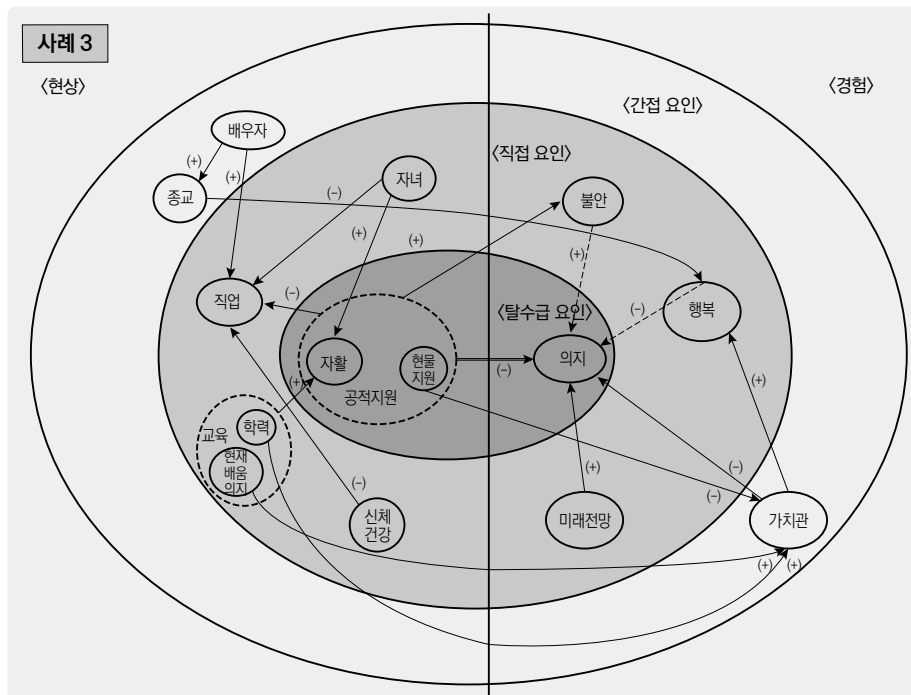 사례 3
〈현상〉
〈경험〉
〈간접 요인〉
배우자
〈직접 요인〉
(+)
(+)
자녀
(-)
종교
불안
(+)
(+)
(+)
직업
(-)
〈탈수급 요인〉
(-)
행복
자활
현물
지원
(-)
의지
(+)
공적지원
(+)
학력
교육
현재
배움
의지
(-)
(+)
(-)
(-)
신체
건강
미래전망
가치관
(+)
(+)